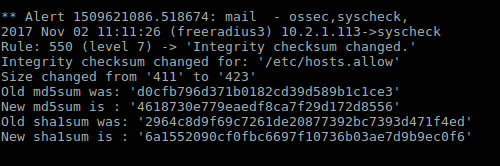 ** Alert 1509621086.518674: mail  - ossec,syscheck,
2017 Nov 02 11:11:26 (freeradius3) 10.2.1.113->syscheck
Rule: 550 (level 7) -> 'Integrity checksum changed.'
Integrity checksum changed for: '/etc/hosts.allow'
Size changed from '411' to '423'
Old md5sum was: 'd0cfb796d371b0182cd39d589b1c1ce3'
New md5sum is : '4618730e779eaedf8ca7f29d172d8556'
Old sha1sum was: '2964c8d9f69c7261de20877392bc7393d471f4ed'
New sha1sum is : '6a1552090cf0fbc6697f10736b03ae7d9b9ec0f6'